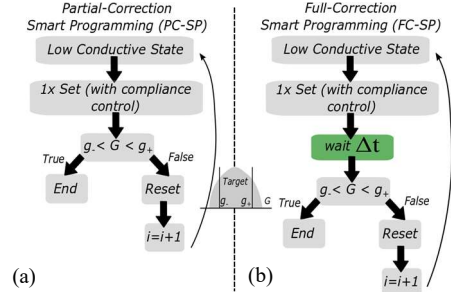 Partial-Correction
Smart Programming (PC-SP)
Low Conductive State
1x Set (with compliance
control)
g-< G < g+
True
False
End
Reset
i=i+1
(a)
Target
g- g+ G
Full-Correction
Smart Programming (FC-SP)
Low Conductive State
1x Set (with compliance
control)
wait Δt
g-< G < g+
True
False
End
Reset
i=i+1
(b)